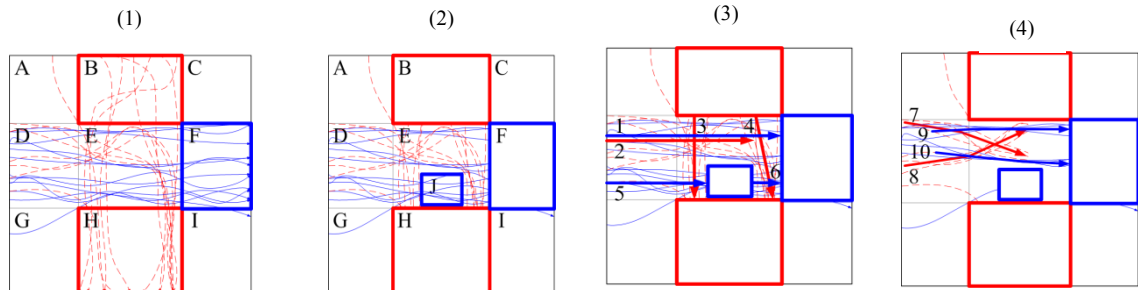 (1)
A B C
D E F
G H I
(2)
A B C
D E F
J
G H I
(3)
1 3 4
2
5 6
(4)
7
9
10
8